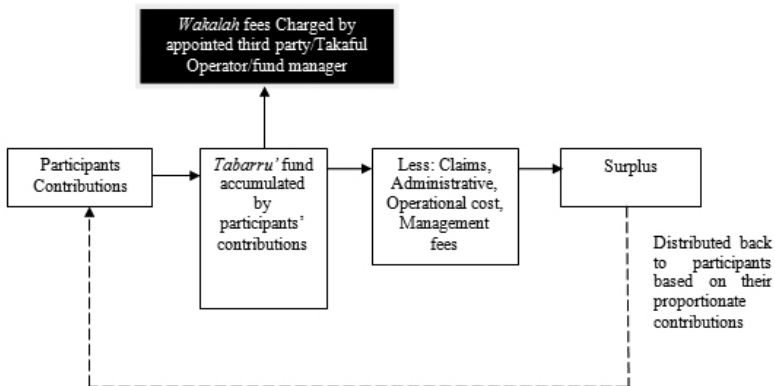 Wakalah fees Charged by
appointed third party/Takaful
Operator/fund manager
Participants
Contributions
Tabarru' fund
accumulated
by
participants'
contributions
Less: Claims,
Administrative,
Operational cost,
Management
fees
Surplus
Distributed back
to participants
based on their
proportionate
contributions